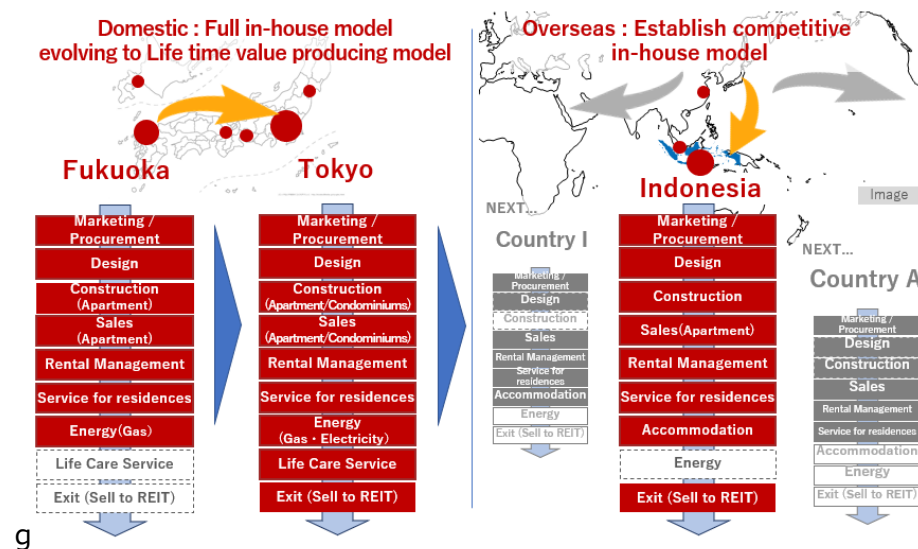 Domestic : Full in-house model
evolving to Life time value producing model
Overseas : Establish competitive
in-house model
Fukuoka
Tokyo
Indonesia
Image
NEXT...
Country I
NEXT...
Country A
Marketing /
Procurement
Design
Construction
(Apartment)
Sales
(Apartment)
Rental Management
Service for residences
Energy(Gas)
Life Care Service
Exit (Sell to REIT)
Marketing /
Procurement
Design
Construction
(Apartment/Condominiums)
Sales
(Apartment/Condominiums)
Rental Management
Service for residences
Energy
(Gas・Electricity)
Life Care Service
Exit (Sell to REIT)
Marketing /
Procurement
Design
Construction
Sales
Rental Management
Service for
residences
Accommodation
Energy
Exit (Sell to REIT)
Marketing /
Procurement
Design
Construction
Sales(Apartment)
Rental Management
Service for residences
Accommodation
Energy
Exit (Sell to REIT)
Marketing /
Procurement
Design
Construction
Sales
Rental Management
Service for residences
Accommodation
Energy
Exit (Sell to REIT)
g